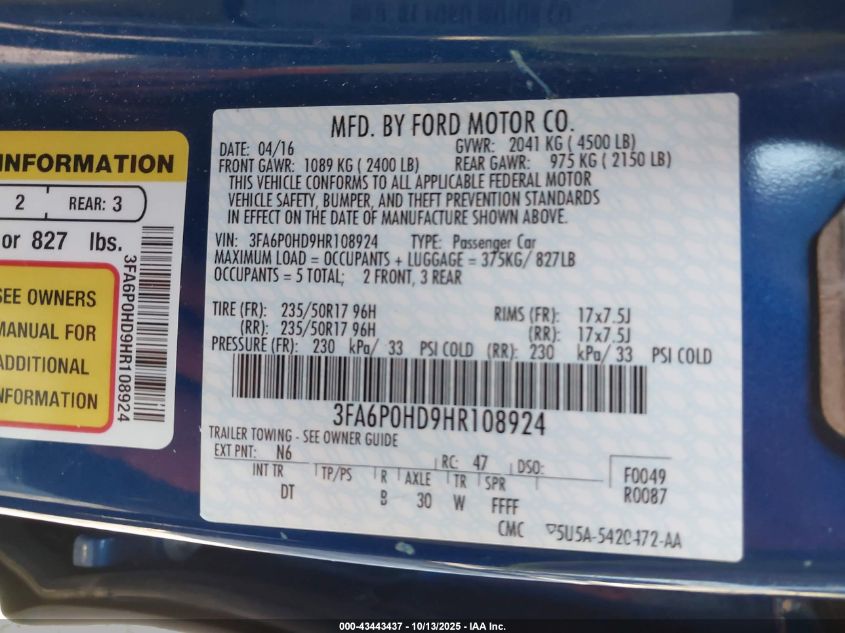 INFORMATION
2 REAR: 3
or 827 lbs.
SEE OWNERS
MANUAL FOR
ADDITIONAL
INFORMATION
3FA6P0HD9HR108924
MFD. BY FORD MOTOR CO.
DATE: 04/16 GVWR: 2041 KG ( 4500 LB)
FRONT GAWR: 1089 KG ( 2400 LB) REAR GAWR: 975 KG ( 2150 LB)
THIS VEHICLE CONFORMS TO ALL APPLICABLE FEDERAL MOTOR
VEHICLE SAFETY, BUMPER, AND THEFT PREVENTION STANDARDS
IN EFFECT ON THE DATE OF MANUFACTURE SHOWN ABOVE.
VIN: 3FA6P0HD9HR108924 TYPE: Passenger Car
MAXIMUM LOAD = OCCUPANTS + LUGGAGE = 375KG/ 827LB
OCCUPANTS = 5 TOTAL; 2 FRONT, 3 REAR
TIRE (FR): 235/50R17 96H RIMS (FR): 17x7.5J
(RR): 235/50R17 96H (RR): 17x7.5J
PRESSURE (FR): 230 kPa/ 33 PSI COLD (RR): 230 kPa/ 33 PSI COLD
3FA6P0HD9HR108924
TRAILER TOWING - SEE OWNER GUIDE
EXT PNT: N6 RC: 47 DSO: F0049
INT TR TP/PS R AXLE TR SPR R0087
DT B 30 W FFFF
CMC 5U5A-5420472-AA
000-43443437 - 10/13/2025 - IAA Inc.